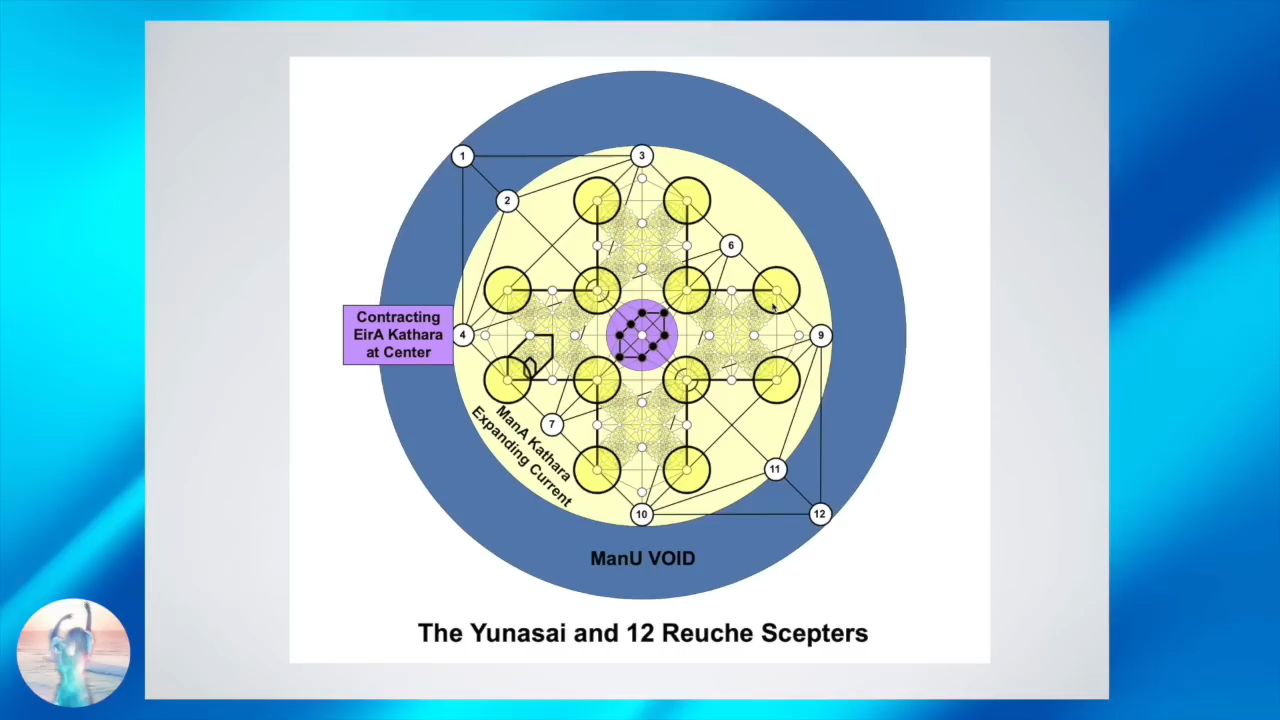 1
3
2
6
Contracting
EirA Kathara
at Center
4
9
ManA Kathara
Expanding Current
7
11
10
12
ManU VOID
The Yunasai and 12 Reuche Scepters